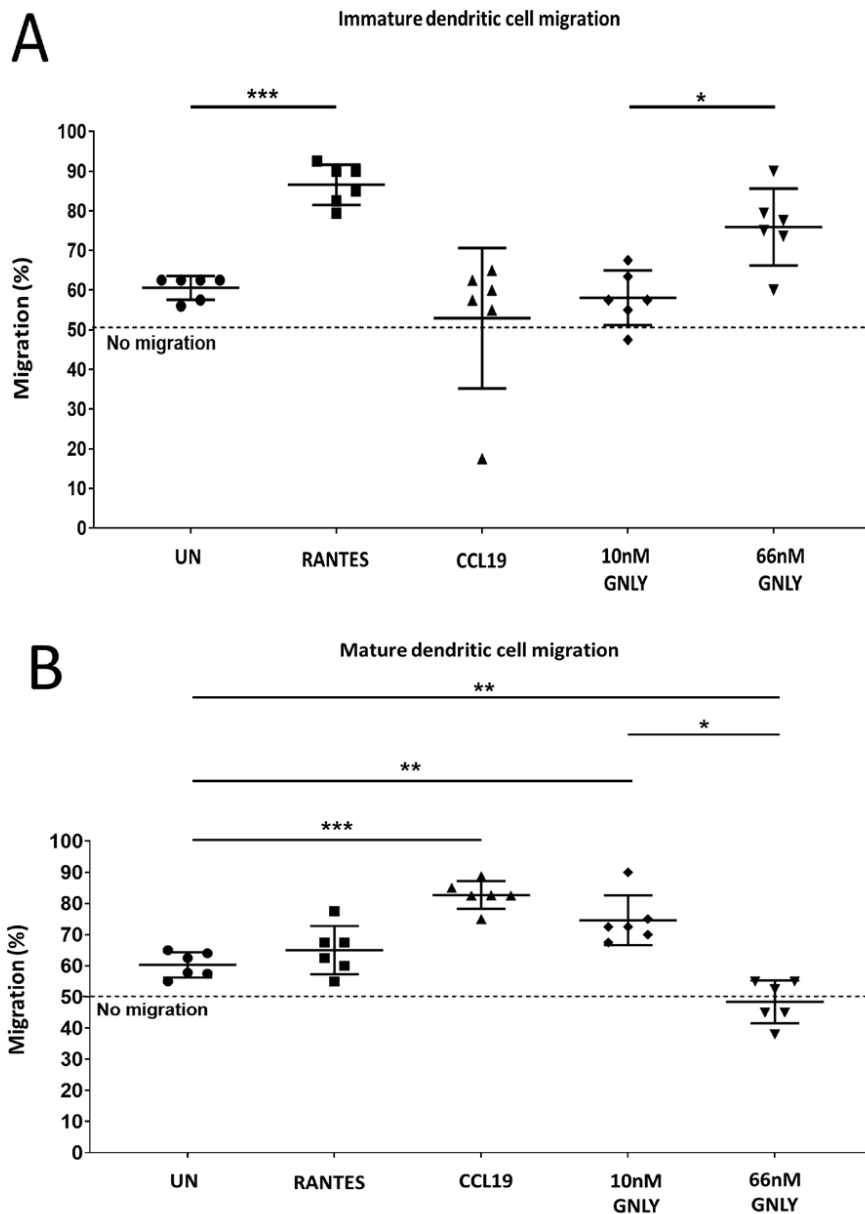 A
Immature dendritic cell migration
***
*
Migration (%)
100
90
80
70
60
50
40
30
20
10
0
No migration
UN
RANTES
CCL19
10nM
GNLY
66nM
GNLY
B
Mature dendritic cell migration
**
*
**
***
Migration (%)
100
90
80
70
60
50
40
30
20
10
0
No migration
UN
RANTES
CCL19
10nM
GNLY
66nM
GNLY